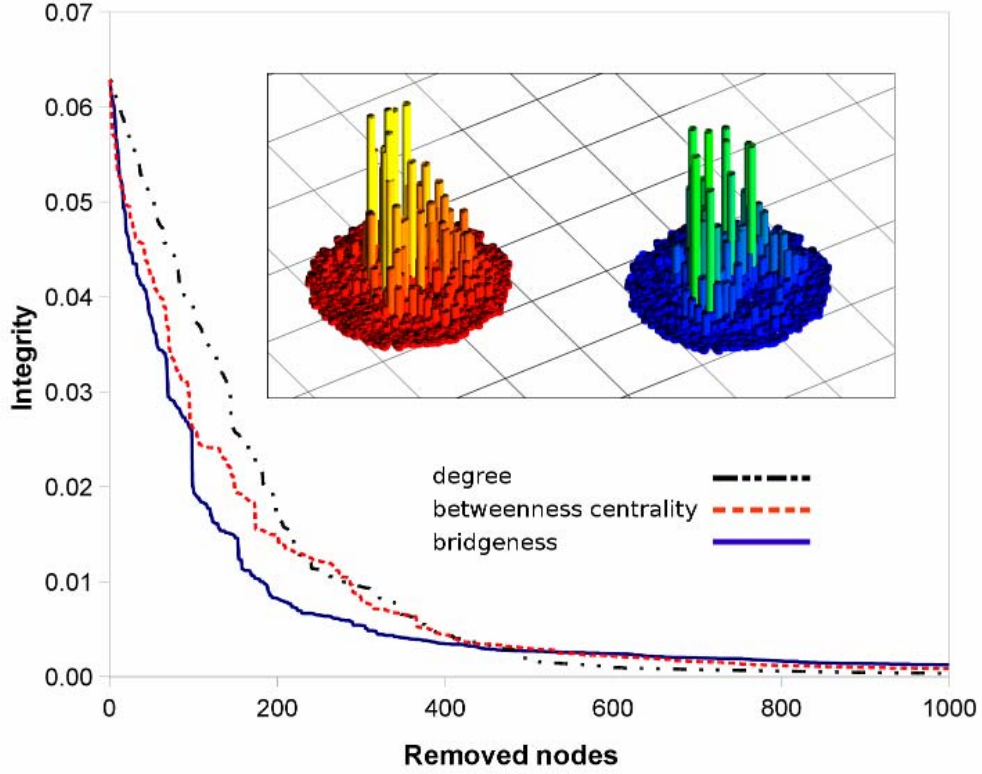 0.07
0.06
0.05
0.04
0.03
0.02
0.01
0.00
Integrity
degree
betweenness centrality
bridgeness
0 200 400 600 800 1000
Removed nodes